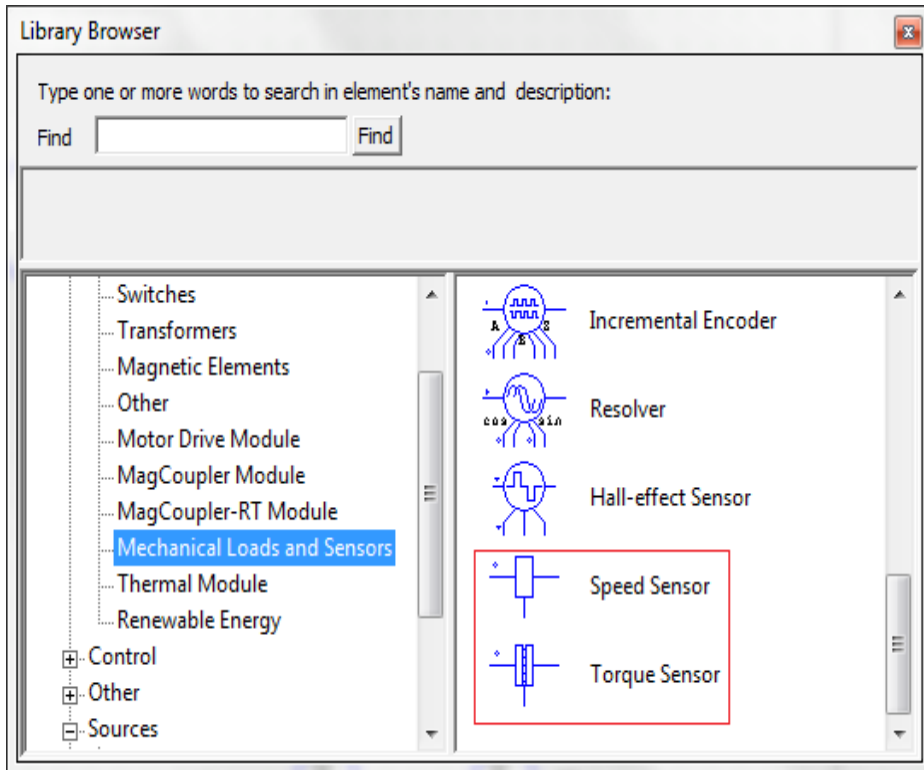 Library Browser
Type one or more words to search in element's name and description:
Find
Find
Switches
Transformers
Magnetic Elements
Other
Motor Drive Module
MagCoupler Module
MagCoupler-RT Module
Mechanical Loads and Sensors
Thermal Module
Renewable Energy
Control
Other
Sources
A B Z
Incremental Encoder
cos sin
Resolver
Hall-effect Sensor
Speed Sensor
Torque Sensor